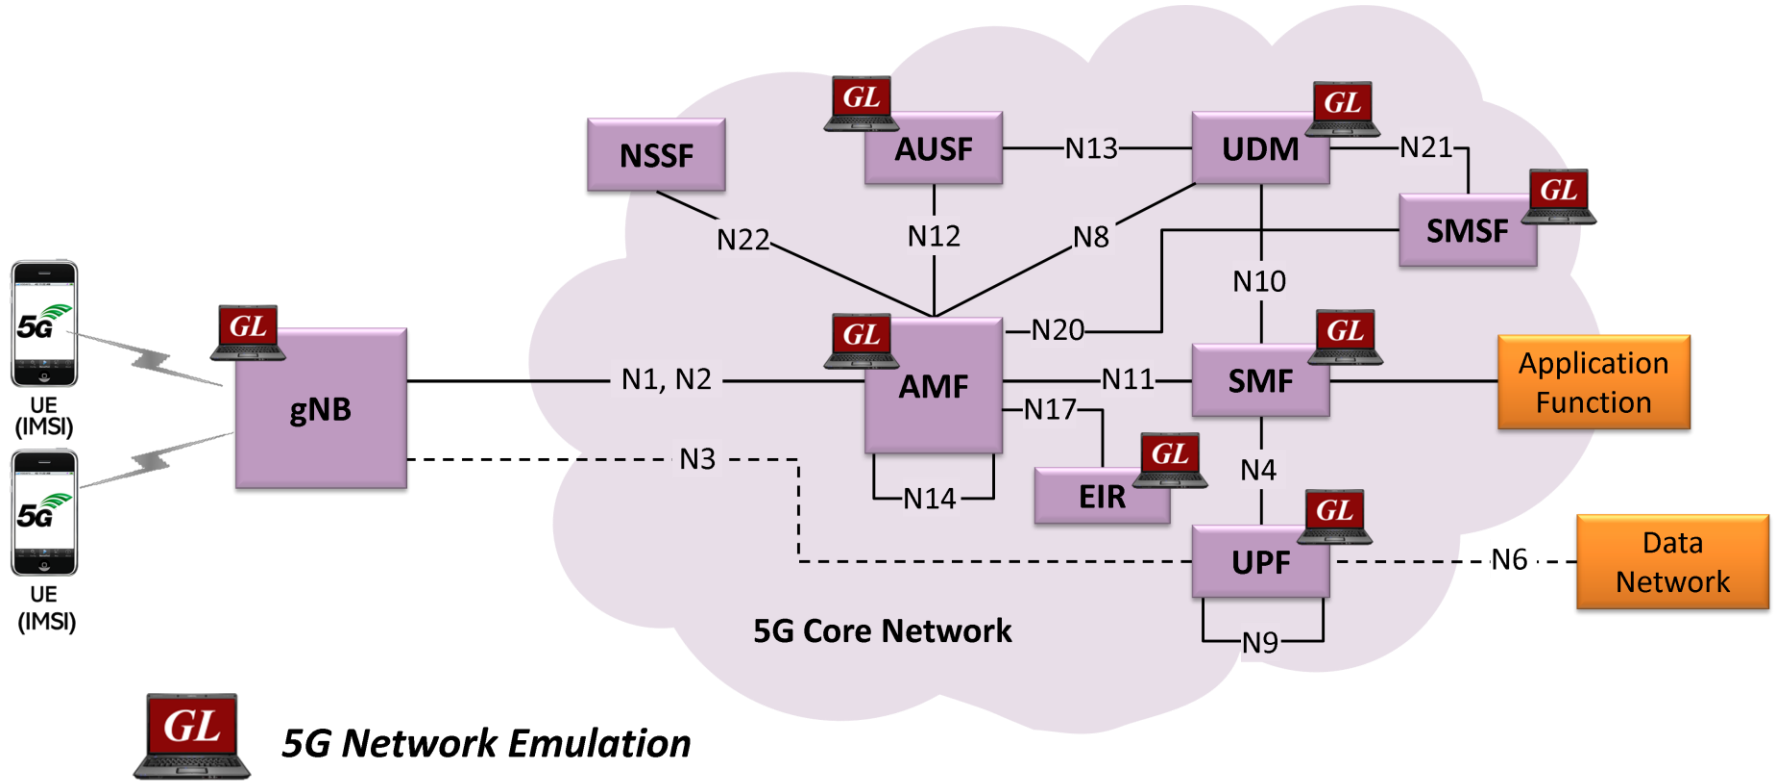 GL
GL
AUSF
N13
UDM
N21
NSSF
GL
SMSF
N22
N12
N8
N10
5G
UE
(IMSI)
5G
UE
(IMSI)
GL
gNB
N1, N2
N3
GL
AMF
N20
N11
N17
N14
GL
SMF
Application
Function
GL
EIR
N4
GL
UPF
N9
N6
Data
Network
5G Core Network
GL
5G Network Emulation